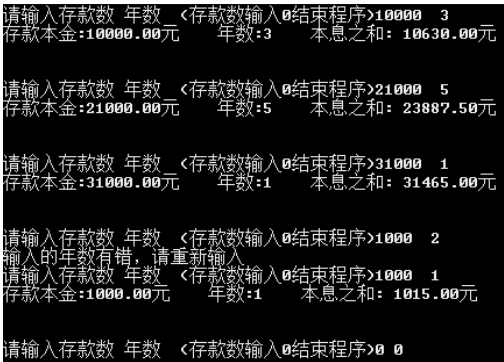 请输入存款数 年数 (存款数输入0结束程序)10000 3
存款本金:10000.00元 年数:3 本息之和: 10630.00元
请输入存款数 年数 (存款数输入0结束程序)21000 5
存款本金:21000.00元 年数:5 本息之和: 23887.50元
请输入存款数 年数 (存款数输入0结束程序)31000 1
存款本金:31000.00元 年数:1 本息之和: 31465.00元
请输入存款数 年数 (存款数输入0结束程序)1000 2
输入的年数有错，请重新输入
请输入存款数 年数 (存款数输入0结束程序)1000 1
存款本金:1000.00元 年数:1 本息之和: 1015.00元
请输入存款数 年数 (存款数输入0结束程序)0 0